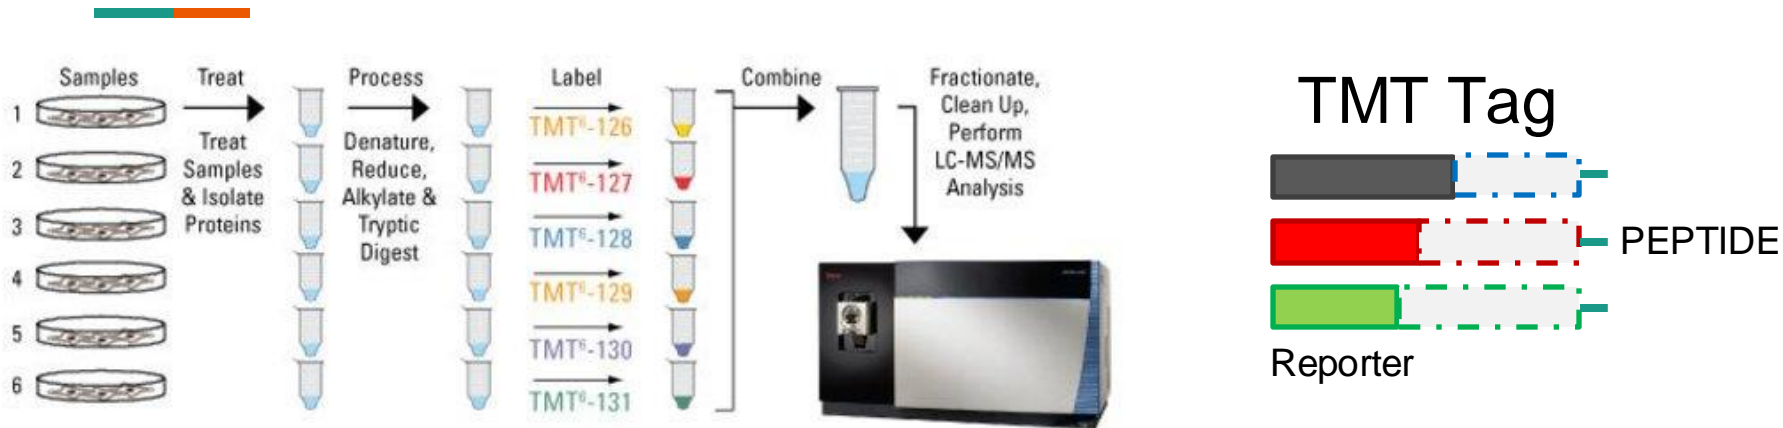 Samples
1
2
3
4
5
6
Treat
Treat
Samples
& Isolate
Proteins
Process
Denature,
Reduce,
Alkylate &
Tryptic
Digest
Label
TMT⁶-126
TMT⁶-127
TMT⁶-128
TMT⁶-129
TMT⁶-130
TMT⁶-131
Combine
Fractionate,
Clean Up,
Perform
LC-MS/MS
Analysis
TMT Tag
PEPTIDE
Reporter